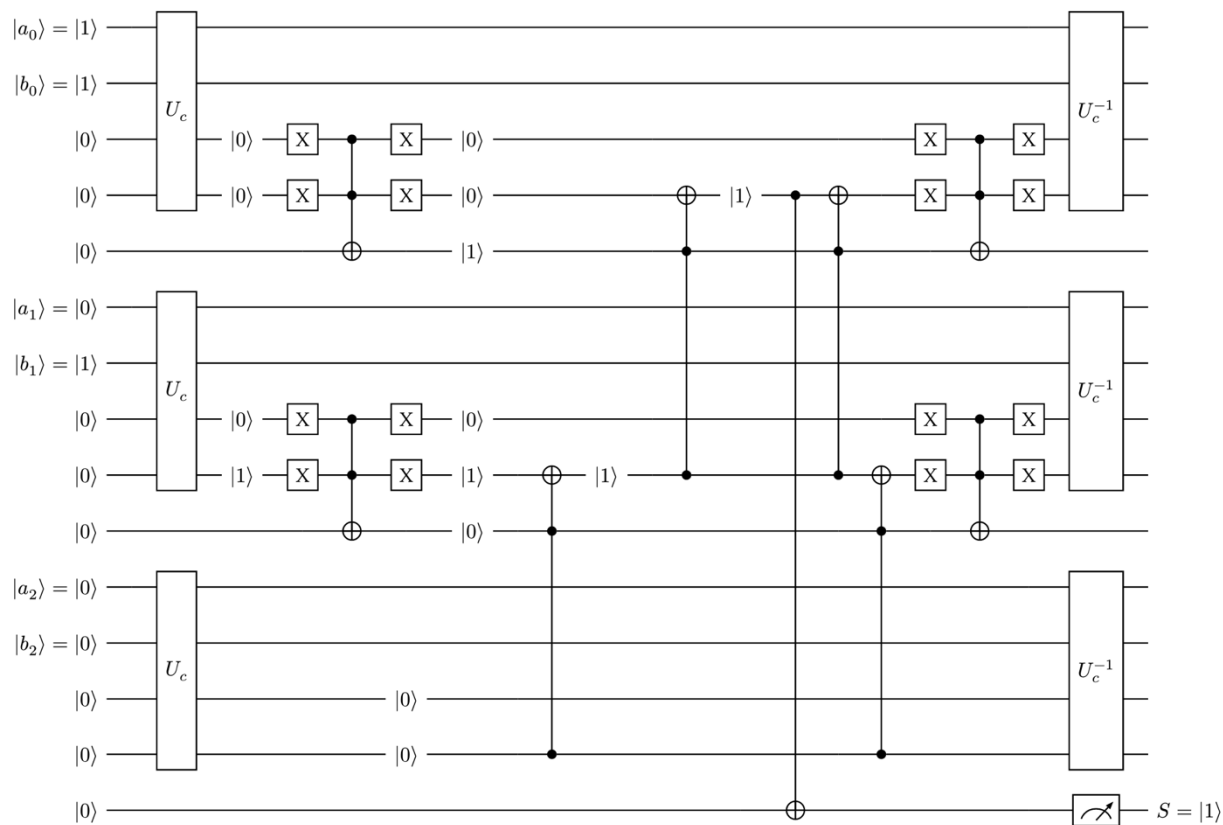 |a₀⟩ = |1⟩
|b₀⟩ = |1⟩
U_c U_c⁻¹
|0⟩ |0⟩ X X |0⟩ X X
|0⟩ |0⟩ X X |0⟩ |1⟩ X X
|0⟩ |1⟩
|a₁⟩ = |0⟩
|b₁⟩ = |1⟩
U_c U_c⁻¹
|0⟩ |0⟩ X X |0⟩ X X
|0⟩ |1⟩ X X |1⟩ |1⟩ X X
|0⟩ |0⟩
|a₂⟩ = |0⟩
|b₂⟩ = |0⟩
U_c U_c⁻¹
|0⟩ |0⟩
|0⟩ |0⟩
|0⟩ S = |1⟩